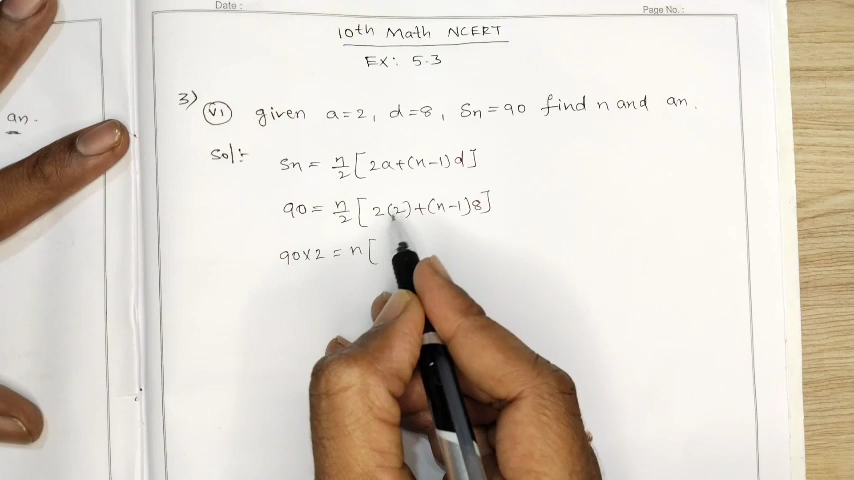 Date :
Page No. :
10th Math NCERT
Ex: 5.3
3) (vi) given a=2, d=8, Sn=90 find n and an.
Sol:-
Sn = n/2 [2a+(n-1)d]
90 = n/2 [2(2)+(n-1)8]
90×2 = n[
an.